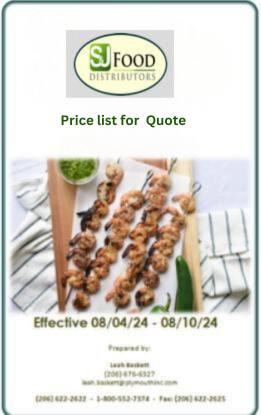 SJ FOOD
DISTRIBUTORS
Price list for Quote
Effective 08/04/24 - 08/10/24
Prepared by:
Leah Baskett
(206) 676-6327
leah.baskett@plymouthinc.com
(206) 622-2622 - 1-800-552-7374 - Fax: (206) 622-2625